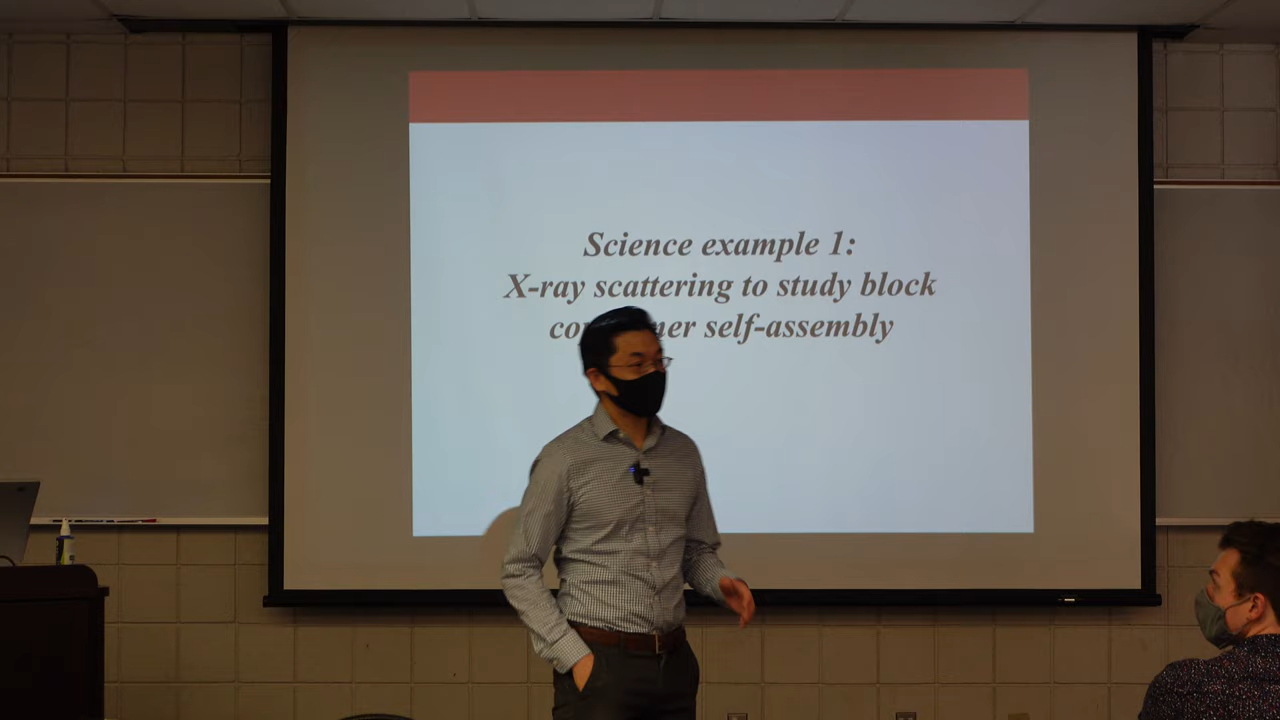 Science example 1:
X-ray scattering to study block
self-assembly